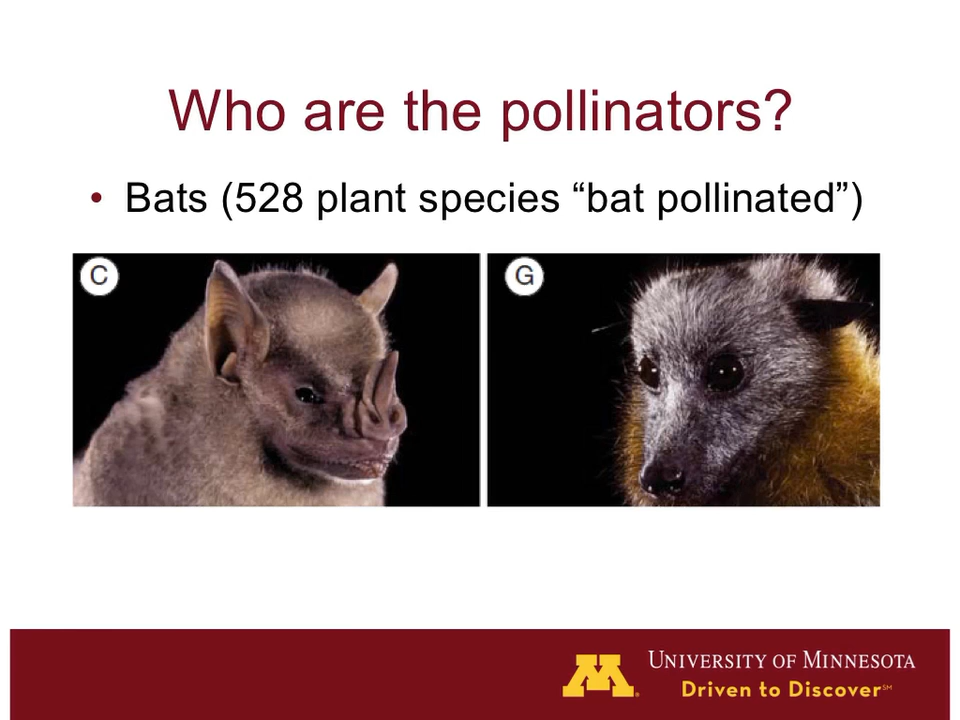 Who are the pollinators?
• Bats (528 plant species “bat pollinated”)
C
G
UNIVERSITY OF MINNESOTA
Driven to Discover℠